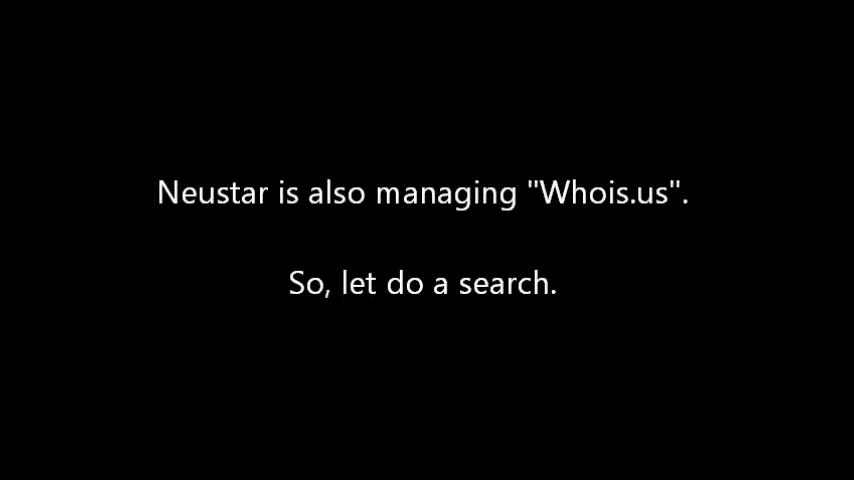 Neustar is also managing "Whois.us".
So, let do a search.